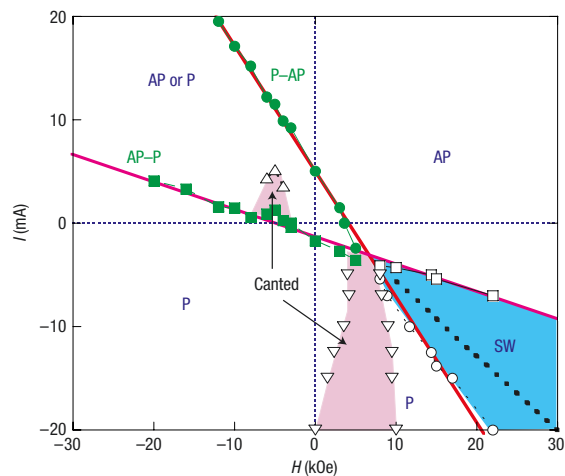 20
AP or P
P–AP
10
AP
AP–P
I (mA)
0
Canted
P
−10
SW
P
−20
−30
−20
−10
0
10
20
30
H (kOe)